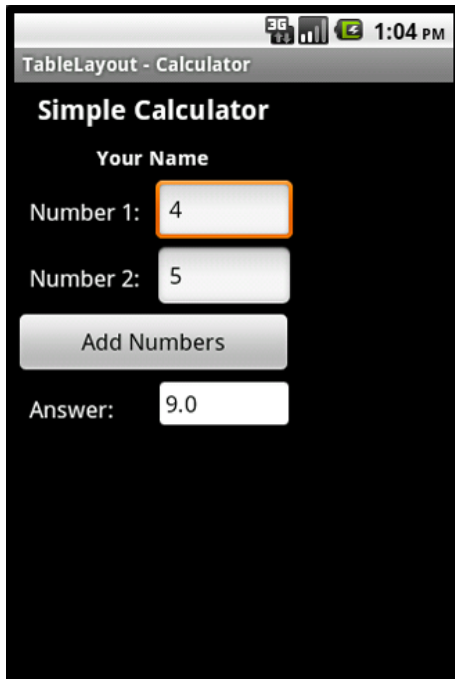 3G 1:04 PM
TableLayout - Calculator
Simple Calculator
Your Name
Number 1: 4
Number 2: 5
Add Numbers
Answer: 9.0